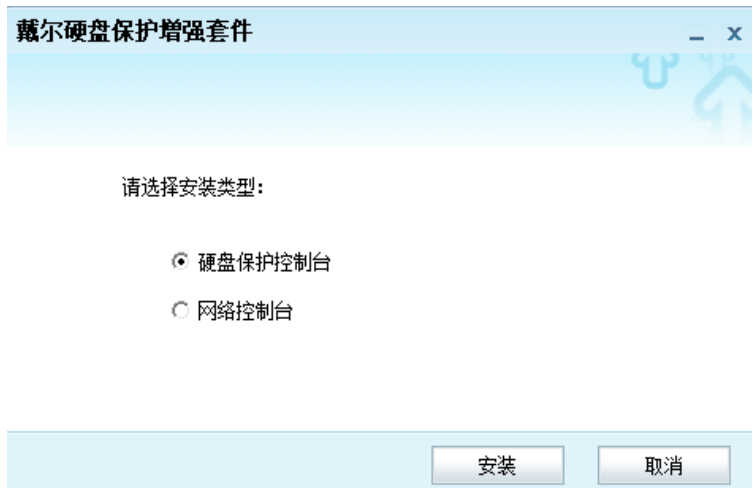 戴尔硬盘保护增强套件
请选择安装类型:
硬盘保护控制台
网络控制台
安装
取消